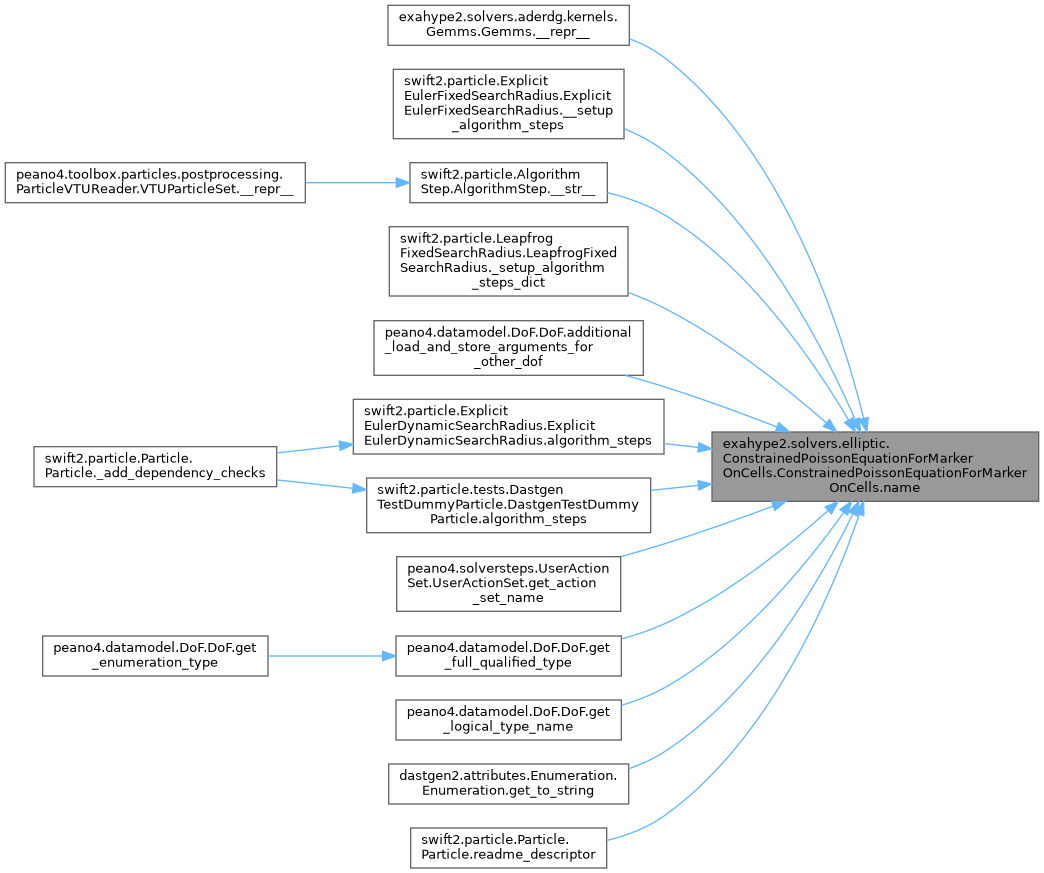 exahype2.solvers.aderdg.kernels.
Gemms.Gemms.__repr__
swift2.particle.Explicit
EulerFixedSearchRadius.Explicit
EulerFixedSearchRadius.__setup
_algorithm_steps
peano4.toolbox.particles.postprocessing.
ParticleVTUReader.VTUParticleSet.__repr__
swift2.particle.Algorithm
Step.AlgorithmStep.__str__
swift2.particle.Leapfrog
FixedSearchRadius.LeapfrogFixed
SearchRadius._setup_algorithm
_steps_dict
peano4.datamodel.DoF.DoF.additional
_load_and_store_arguments_for
_other_dof
swift2.particle.Explicit
EulerDynamicSearchRadius.Explicit
EulerDynamicSearchRadius.algorithm_steps
exahype2.solvers.elliptic.
ConstrainedPoissonEquationForMarker
OnCells.ConstrainedPoissonEquationForMarker
OnCells.name
swift2.particle.Particle.
Particle._add_dependency_checks
swift2.particle.tests.Dastgen
TestDummyParticle.DastgenTestDummy
Particle.algorithm_steps
peano4.solversteps.UserAction
Set.UserActionSet.get_action
_set_name
peano4.datamodel.DoF.DoF.get
_enumeration_type
peano4.datamodel.DoF.DoF.get
_full_qualified_type
peano4.datamodel.DoF.DoF.get
_logical_type_name
dastgen2.attributes.Enumeration.
Enumeration.get_to_string
swift2.particle.Particle.
Particle.readme_descriptor